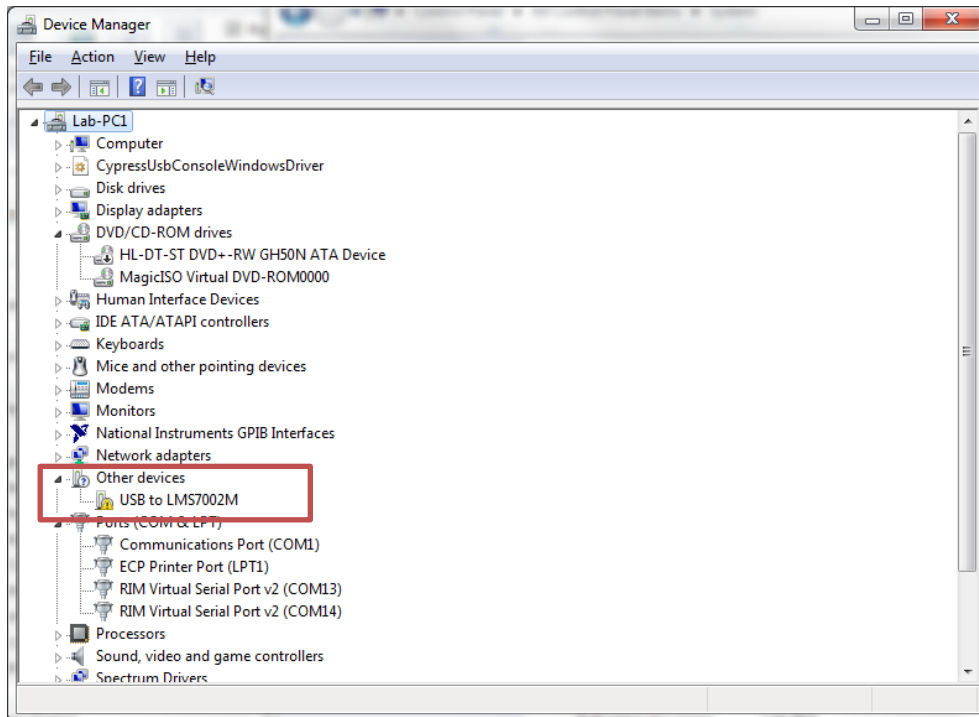 Device Manager
File Action View Help
Lab-PC1
Computer
CypressUsbConsoleWindowsDriver
Disk drives
Display adapters
DVD/CD-ROM drives
HL-DT-ST DVD+-RW GH50N ATA Device
MagicISO Virtual DVD-ROM0000
Human Interface Devices
IDE ATA/ATAPI controllers
Keyboards
Mice and other pointing devices
Modems
Monitors
National Instruments GPIB Interfaces
Network adapters
Other devices
USB to LMS7002M
Ports (COM & LPT)
Communications Port (COM1)
ECP Printer Port (LPT1)
RIM Virtual Serial Port v2 (COM13)
RIM Virtual Serial Port v2 (COM14)
Processors
Sound, video and game controllers
Spectrum Drivers